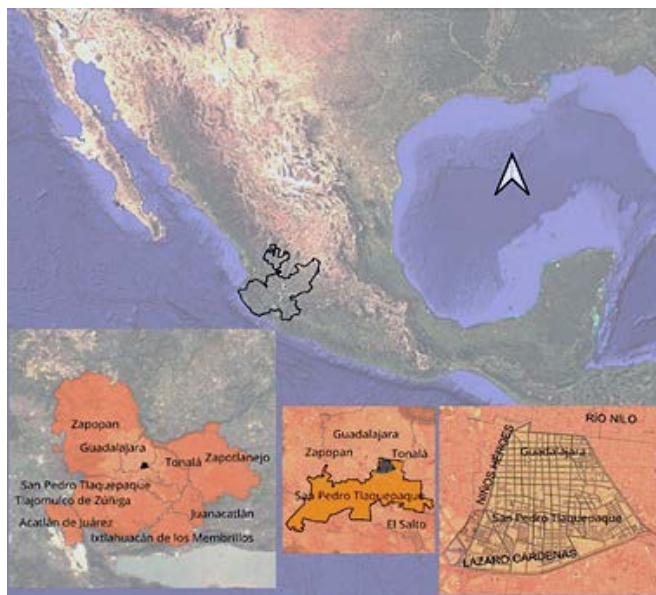 Zapopan
Guadalajara
Tonalá
Zapotlanejo
San Pedro Tlaquepaque
Tlajomulco de Zúñiga
Juanacatlán
Acatlán de Juárez
Ixtlahuacán de los Membrillos
Guadalajara
Zapopan
Tonalá
San Pedro Tlaquepaque
El Salto
RÍO NILO
NIÑOS HÉROES
Guadalajara
San Pedro Tlaquepaque
LÁZARO CÁRDENAS